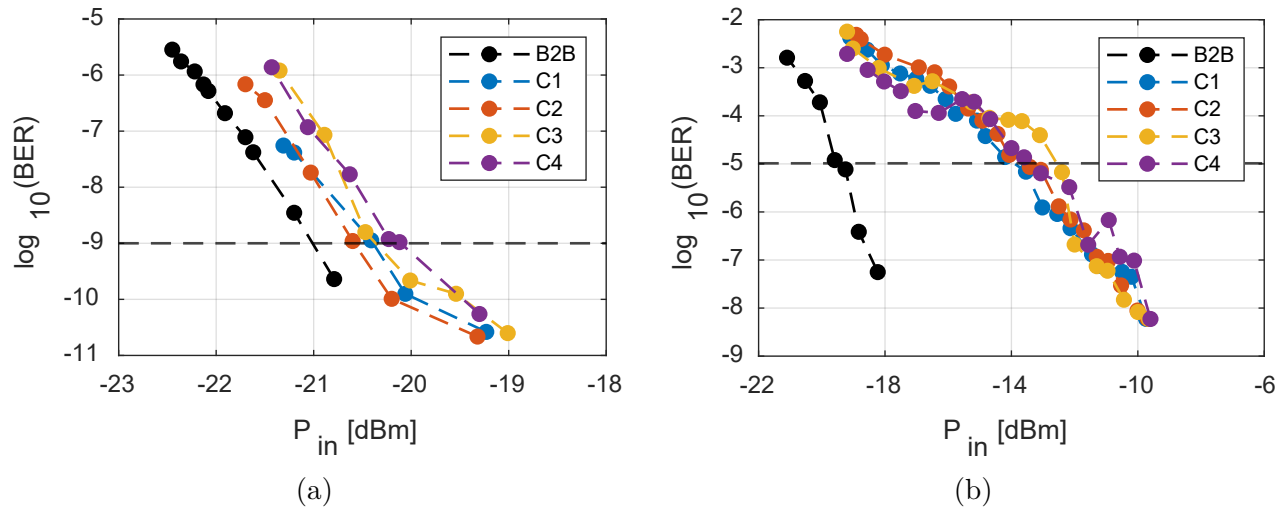 -5
-6
-7
-8
-9
-10
-11
log 10(BER)
B2B
C1
C2
C3
C4
-23 -22 -21 -20 -19 -18
P in [dBm]
(a)
-2
-3
-4
-5
-6
-7
-8
-9
log 10(BER)
B2B
C1
C2
C3
C4
-22 -18 -14 -10 -6
P in [dBm]
(b)